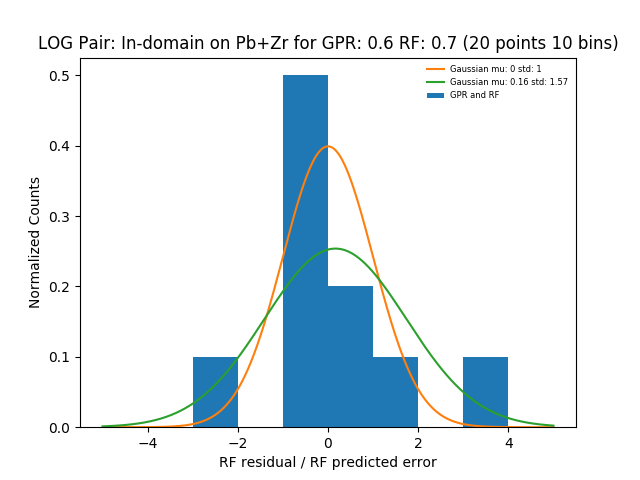 LOG Pair: In-domain on Pb+Zr for GPR: 0.6 RF: 0.7 (20 points 10 bins)
Gaussian mu: 0 std: 1
Gaussian mu: 0.16 std: 1.57
GPR and RF
0.5
0.4
0.3
0.2
0.1
0.0
Normalized Counts
−4 −2 0 2 4
RF residual / RF predicted error